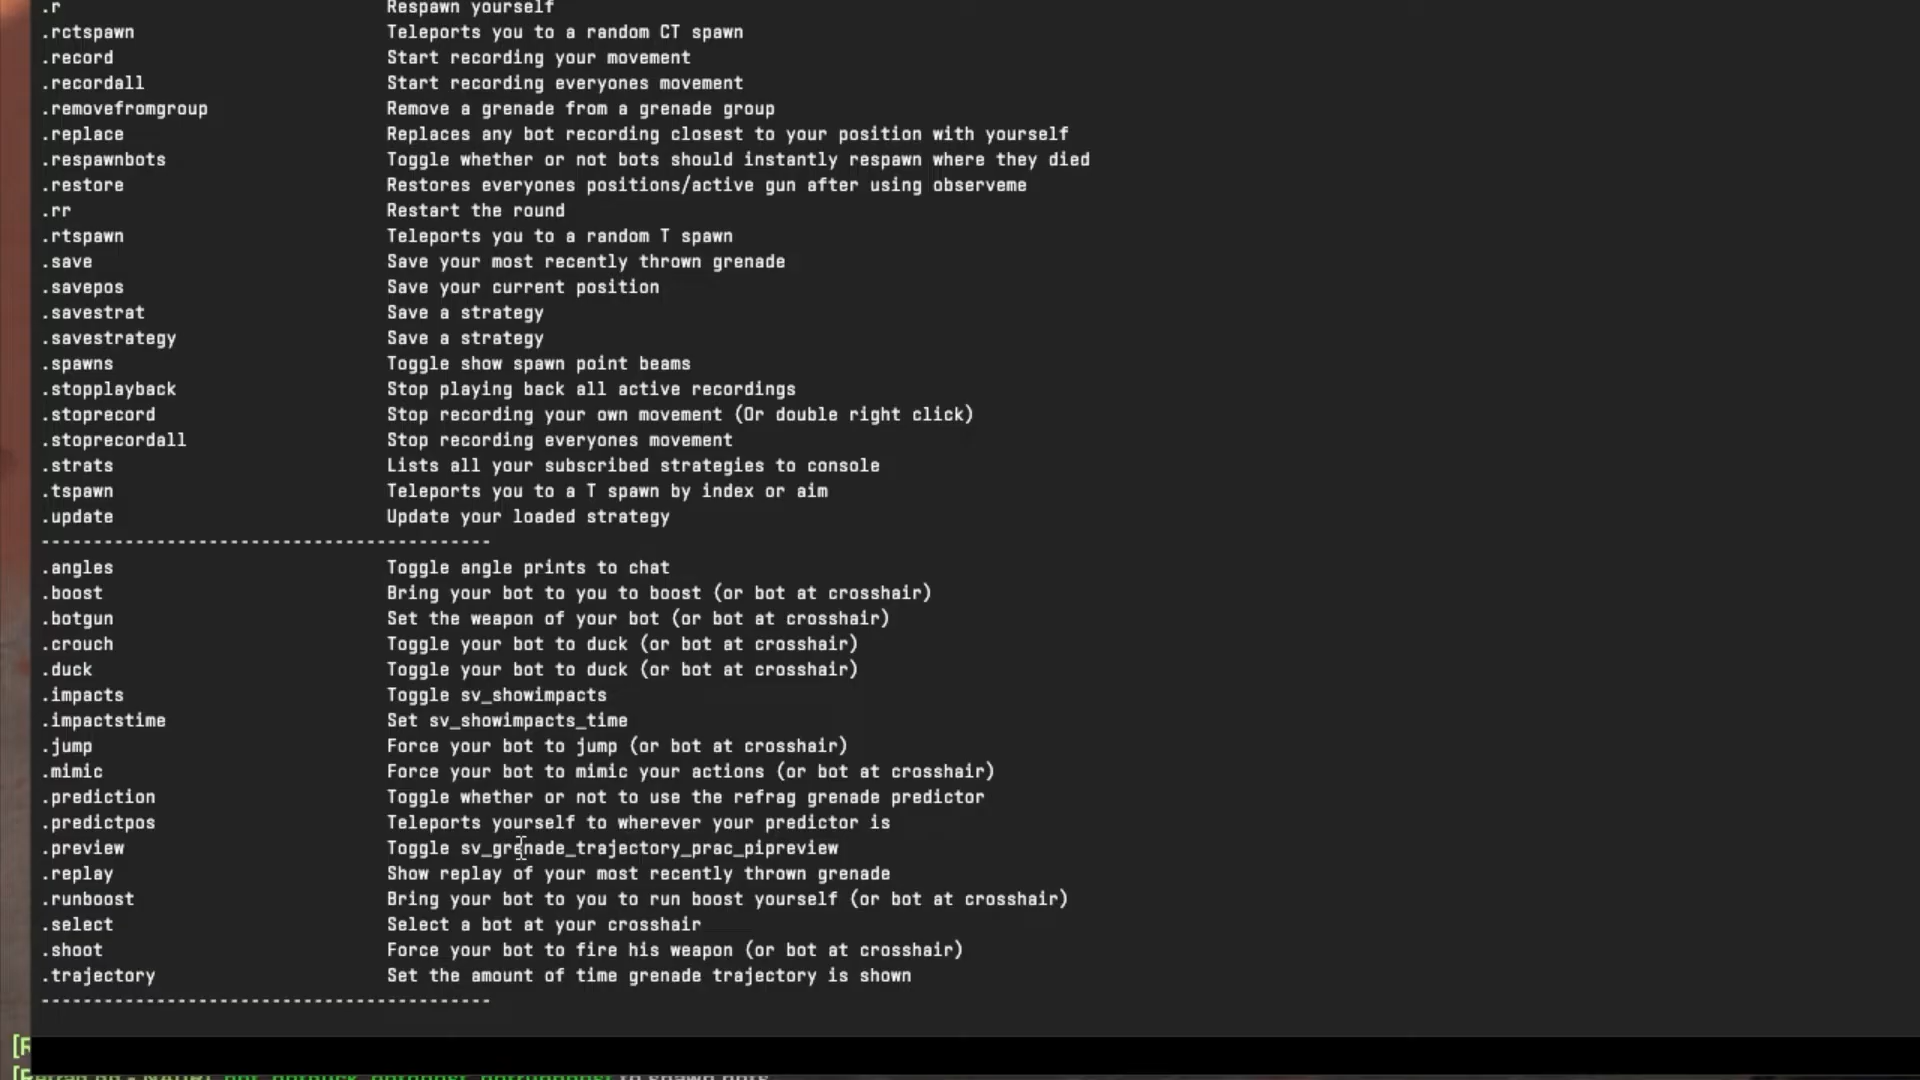 .r Respawn yourself
.rctspawn Teleports you to a random CT spawn
.record Start recording your movement
.recordall Start recording everyones movement
.removefromgroup Remove a grenade from a grenade group
.replace Replaces any bot recording closest to your position with yourself
.respawnbots Toggle whether or not bots should instantly respawn where they died
.restore Restores everyones positions/active gun after using observeme
.rr Restart the round
.rtspawn Teleports you to a random T spawn
.save Save your most recently thrown grenade
.savepos Save your current position
.savestrat Save a strategy
.savestrategy Save a strategy
.spawns Toggle show spawn point beams
.stopplayback Stop playing back all active recordings
.stoprecord Stop recording your own movement (Or double right click)
.stoprecordall Stop recording everyones movement
.strats Lists all your subscribed strategies to console
.tspawn Teleports you to a T spawn by index or aim
.update Update your loaded strategy
-------------------------------------------
.angles Toggle angle prints to chat
.boost Bring your bot to you to boost (or bot at crosshair)
.botgun Set the weapon of your bot (or bot at crosshair)
.crouch Toggle your bot to duck (or bot at crosshair)
.duck Toggle your bot to duck (or bot at crosshair)
.impacts Toggle sv_showimpacts
.impactstime Set sv_showimpacts_time
.jump Force your bot to jump (or bot at crosshair)
.mimic Force your bot to mimic your actions (or bot at crosshair)
.prediction Toggle whether or not to use the refrag grenade predictor
.predictpos Teleports yourself to wherever your predictor is
.preview Toggle sv_grenade_trajectory_prac_pipreview
.replay Show replay of your most recently thrown grenade
.runboost Bring your bot to you to run boost yourself (or bot at crosshair)
.select Select a bot at your crosshair
.shoot Force your bot to fire his weapon (or bot at crosshair)
.trajectory Set the amount of time grenade trajectory is shown
-------------------------------------------
to spawn bots